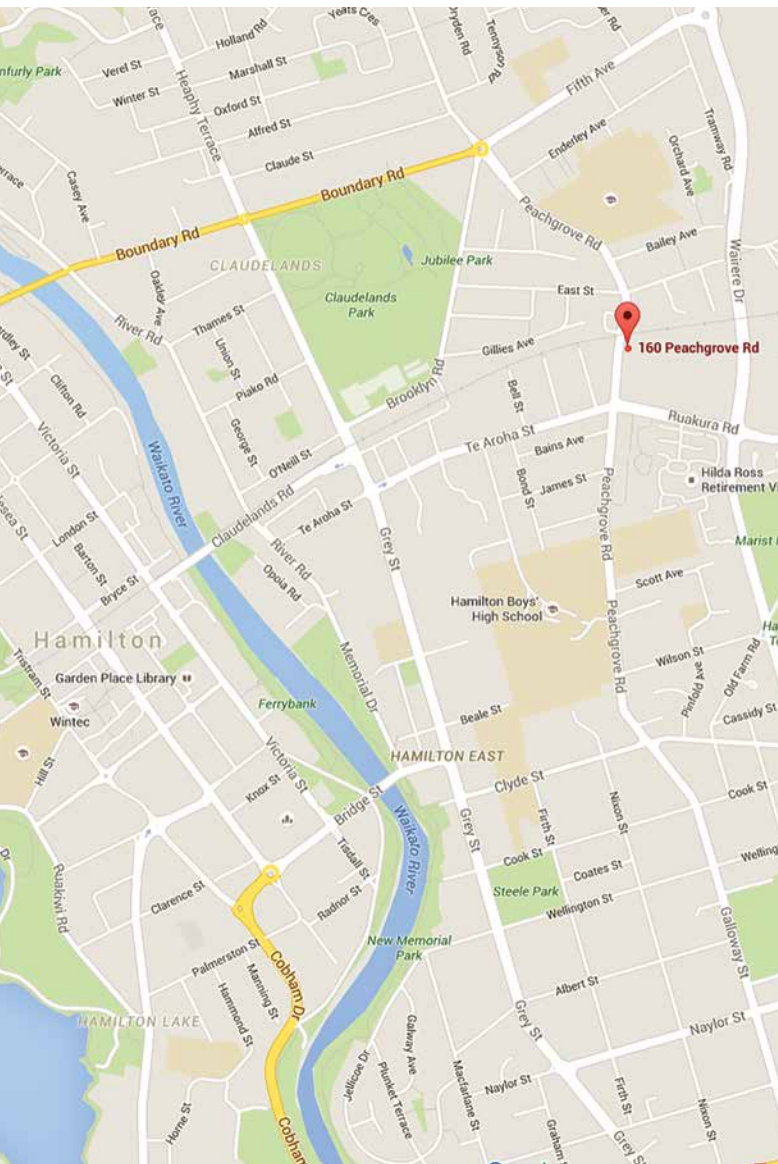 Yeats Cres
Holland Rd
Dryden Rd
Tennyson Rd
Verel St
Marshall St
Fifth Ave
Winter St
Heaphy Terrace
Oxford St
Alfred St
Enderley Ave
Tramway Rd
Orchard Ave
Claude St
Casey Ave
Boundary Rd
Peachgrove Rd
Boundary Rd
Bailey Ave
Wairere Dr
CLAUDELANDS
Jubilee Park
Oakley Ave
East St
Claudelands
Park
River Rd
Thames St
160 Peachgrove Rd
Gillies Ave
Union St
Clifton Rd
Piako Rd
Brooklyn Rd
Bell St
Ruakura Rd
Victoria St
George St
Te Aroha St
Bains Ave
Waikato River
O'Neill St
Hilda Ross
Bond St
James St
Peachgrove Rd
London St
Claudelands Rd
Te Aroha St
Grey St
Barton St
River Rd
Bryce St
Opoia Rd
Scott Ave
Hamilton Boys'
High School
Peachgrove Rd
Hamilton
Memorial Dr
Wilson St
Tristram St
Garden Place Library
Pinfold Ave
Old Farm Rd
Wintec
Ferrybank
Beale St
Cassidy St
HAMILTON EAST
Victoria St
Hill St
Knox St
Clyde St
Cook St
Bridge St
Waikato River
Grey St
Firth St
Nixon St
Tisdall St
Cook St
Ruakiwi Rd
Coates St
Clarence St
Radnor St
Steele Park
Wellington St
New Memorial
Park
Palmerston St
Galloway St
Cobham Dr
Manning St
Albert St
Hammond St
HAMILTON LAKE
Grey St
Naylor St
Galway Ave
Jellicoe Dr
Plunket Terrace
Macfarlane St
Naylor St
Firth St
Nixon St
Horne St
Cobham
Grey St